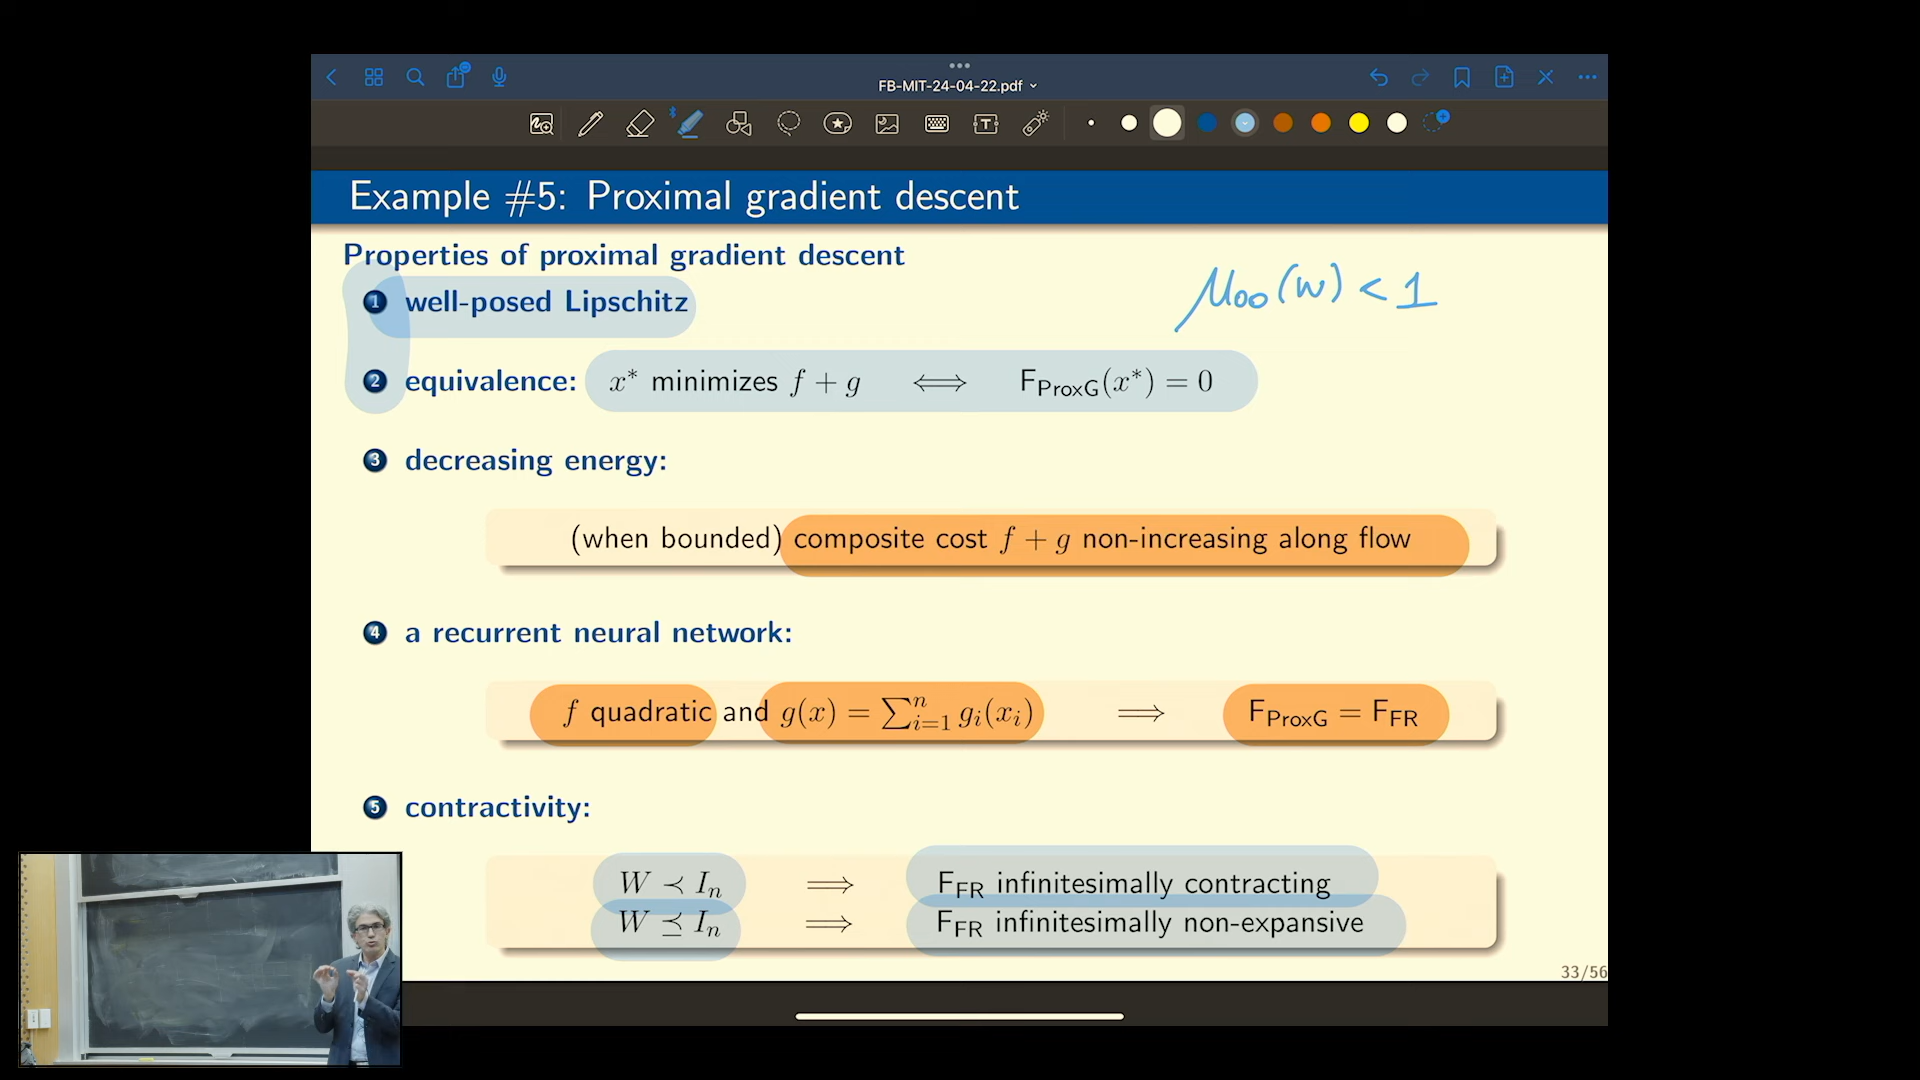 FB-MIT-24-04-22.pdf
Example #5: Proximal gradient descent
Properties of proximal gradient descent
μ∞(W) < 1
1 well-posed Lipschitz
2 equivalence: x* minimizes f + g ⟺ F_ProxG(x*) = 0
3 decreasing energy:
(when bounded) composite cost f + g non-increasing along flow
4 a recurrent neural network:
f quadratic and g(x) = ∑_{i=1}^n g_i(x_i) ⟹ F_ProxG = F_FR
5 contractivity:
W ≺ I_n ⟹ F_FR infinitesimally contracting
W ⪯ I_n ⟹ F_FR infinitesimally non-expansive
33/56